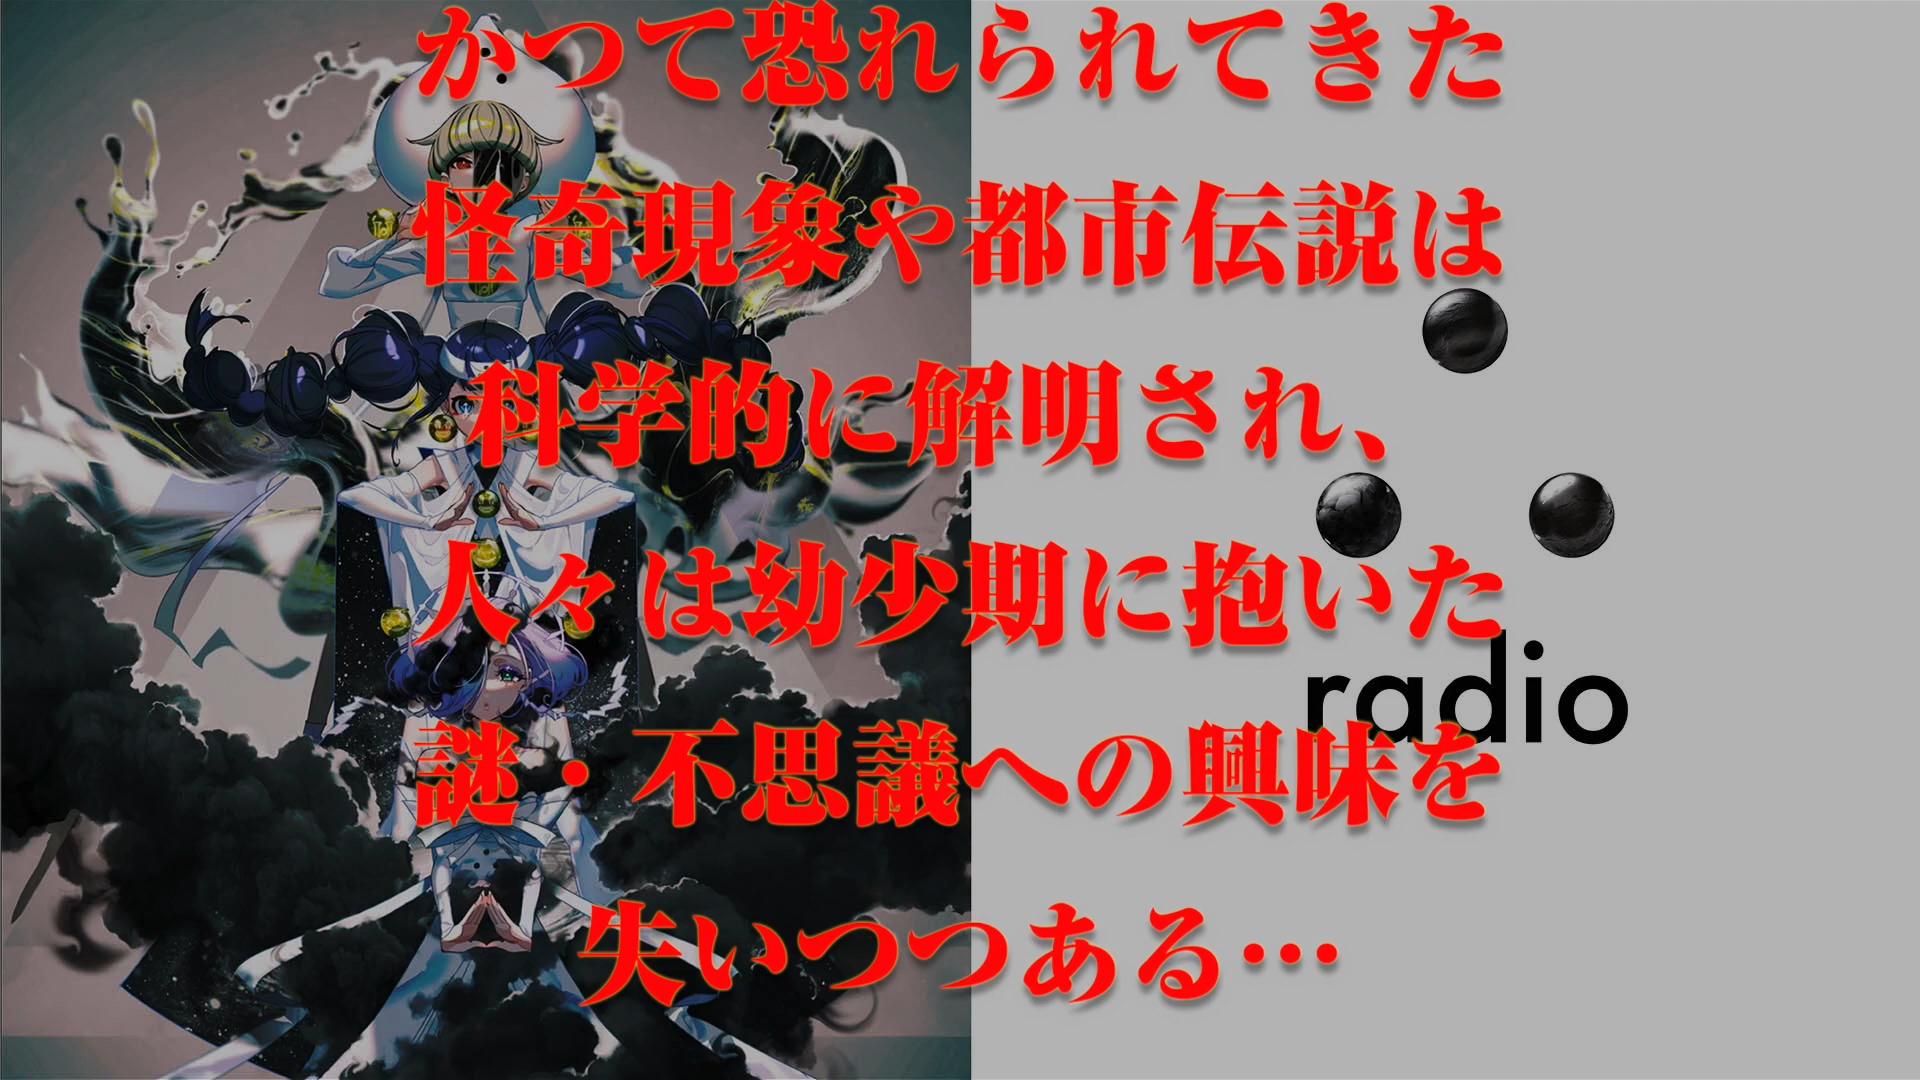 かつて恐れられてきた
怪奇現象や都市伝説は
科学的に解明され、
人々は幼少期に抱いた
radio
謎・不思議への興味を
失いつつある…